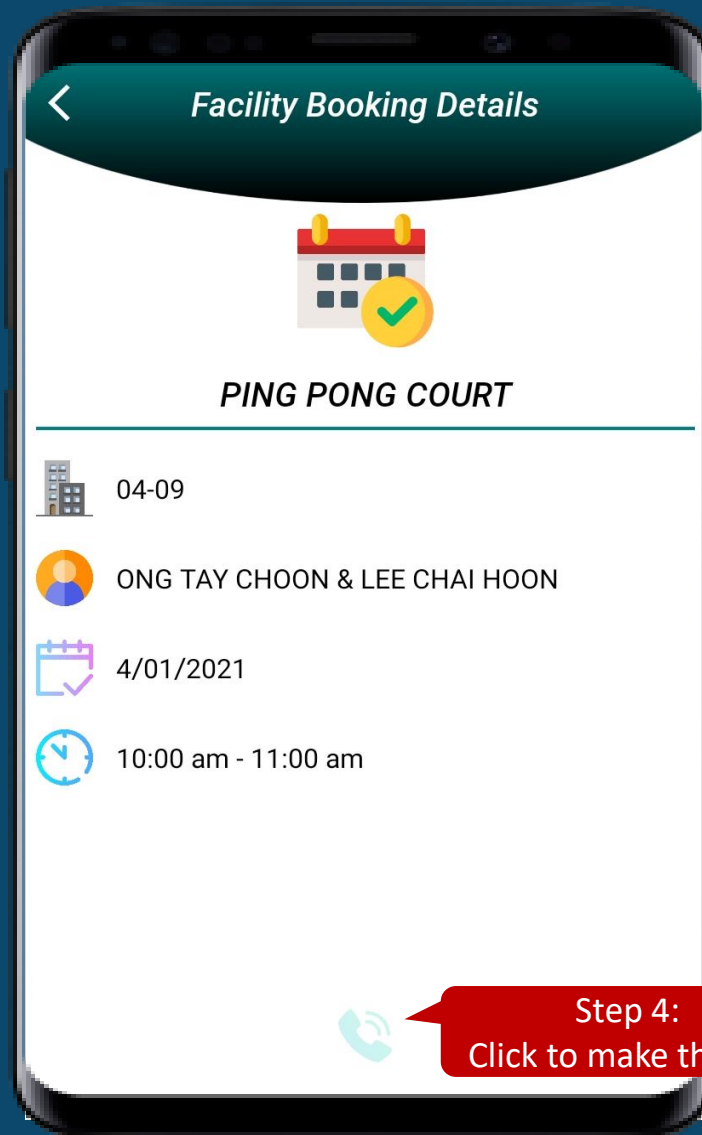 Facility Booking Details
PING PONG COURT
04-09
ONG TAY CHOON & LEE CHAI HOON
4/01/2021
10:00 am - 11:00 am
Step 4:
Click to make